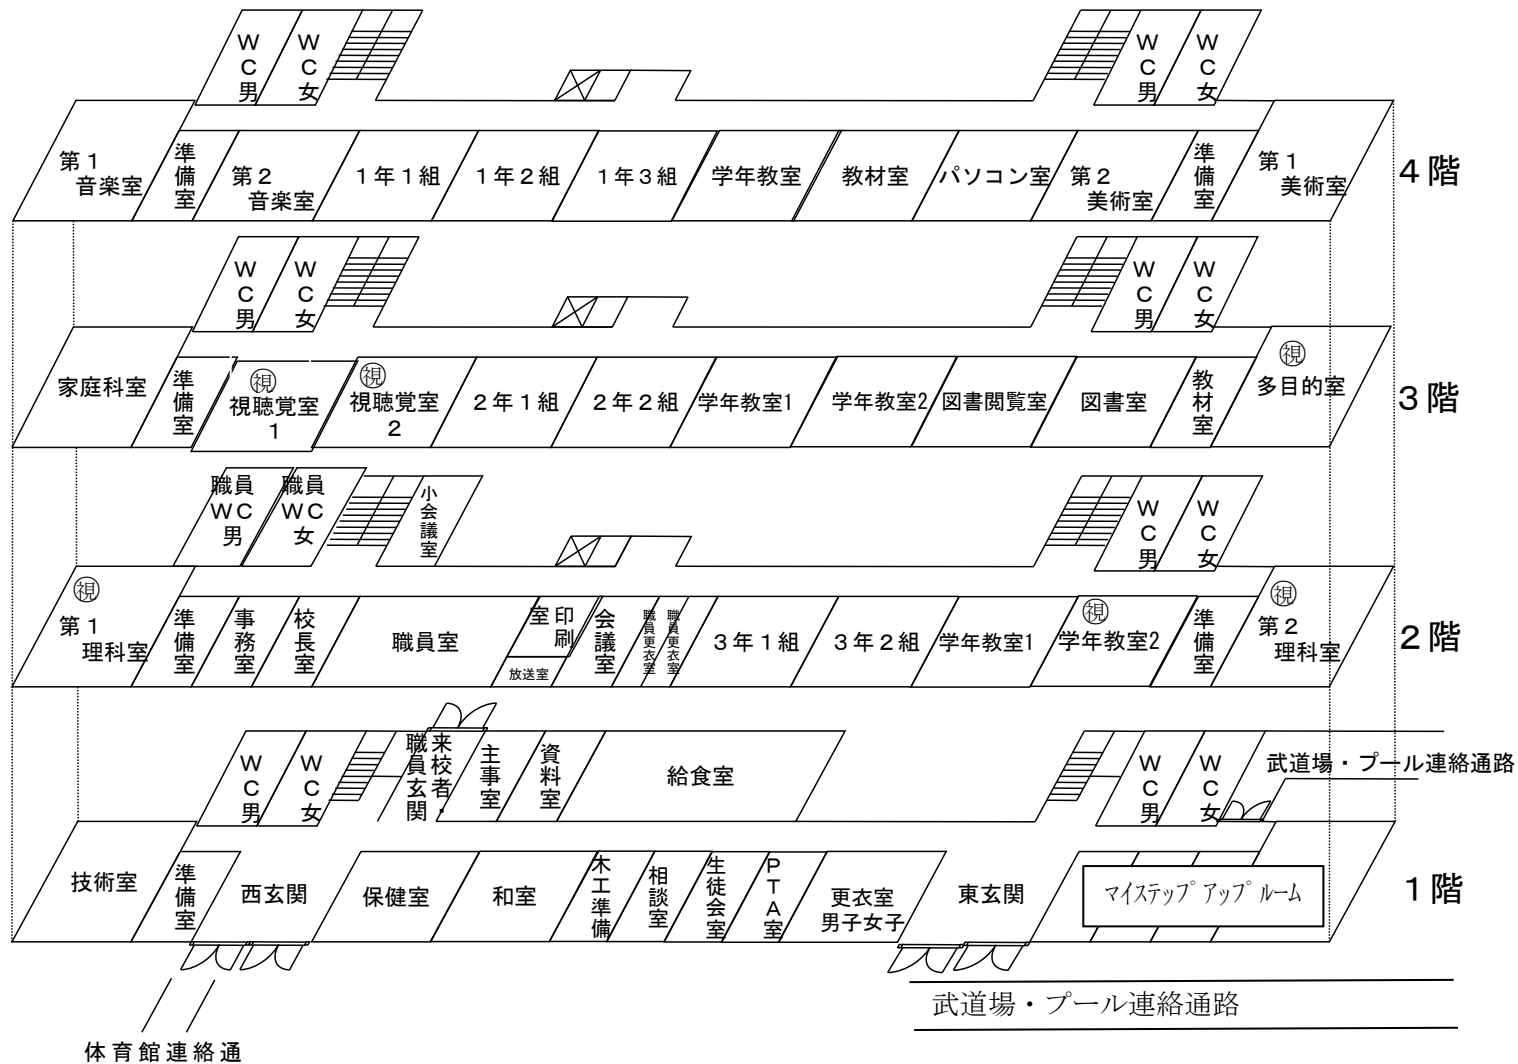 WC男
WC女
WC男
WC女
第1
音楽室
準備室
第2
音楽室
1年1組
1年2組
1年3組
学年教室
教材室
パソコン室
第2
美術室
準備室
第1
美術室
4階
WC男
WC女
WC男
WC女
家庭科室
準備室
視
視聴覚室
1
視
視聴覚室
2
2年1組
2年2組
学年教室1
学年教室2
図書閲覧室
図書室
教材室
視
多目的室
3階
職員
WC
男
職員
WC
女
小会議室
WC男
WC女
視
第1
理科室
準備室
事務室
校長室
職員室
印刷
室
放送室
会議室
職員更衣室
職員更衣室
3年1組
3年2組
学年教室1
視
学年教室2
準備室
視
第2
理科室
2階
WC男
WC女
来校者・
職員玄関
主事室
資料室
給食室
WC男
WC女
武道場・プール連絡通路
技術室
準備室
西玄関
保健室
和室
木工準備
相談室
生徒会室
PTA室
更衣室
男子女子
東玄関
マイステップアップルーム
1階
武道場・プール連絡通路
体育館連絡通